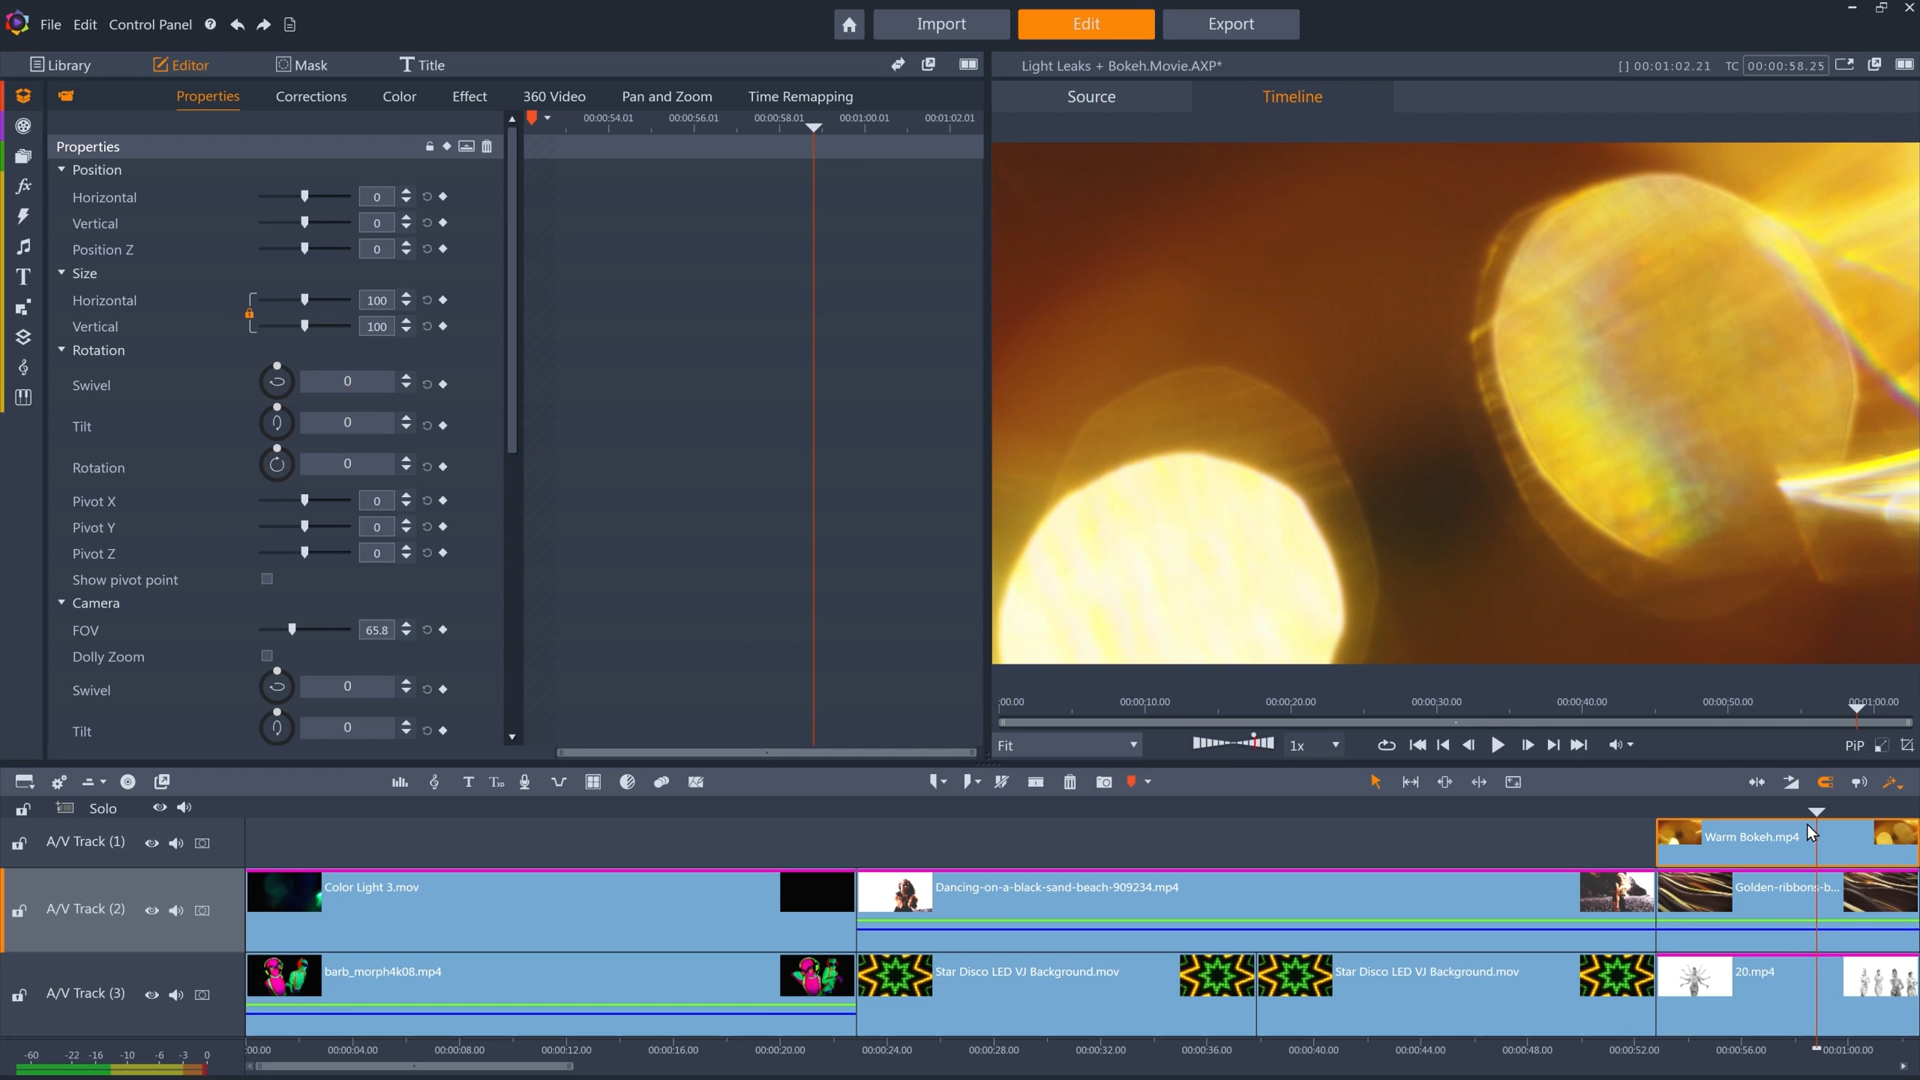 File Edit Control Panel
Import Edit Export
Library Editor Mask Title
Light Leaks + Bokeh.Movie.AXP*
[ ] 00:01:02.21 TC 00:00:58.25
Properties Corrections Color Effect 360 Video Pan and Zoom Time Remapping
Source Timeline
00:00:54.01 00:00:56.01 00:00:58.01 00:01:00.01 00:01:02.01
Properties
Position
Horizontal 0
Vertical 0
Position Z 0
Size
Horizontal 100
Vertical 100
Rotation
Swivel 0
Tilt 0
Rotation 0
Pivot X 0
Pivot Y 0
Pivot Z 0
Show pivot point
Camera
FOV 65.8
Dolly Zoom
Swivel 0
Tilt 0
:00.00 00:00:10.00 00:00:20.00 00:00:30.00 00:00:40.00 00:00:50.00 00:01:00.00
Fit 1x PiP
Solo
A/V Track (1)
Warm Bokeh.mp4
A/V Track (2)
Color Light 3.mov Dancing-on-a-black-sand-beach-909234.mp4 Golden-ribbons-b...
A/V Track (3)
barb_morph4k08.mp4 Star Disco LED VJ Background.mov Star Disco LED VJ Background.mov 20.mp4
-60 -22 -16 -10 -6 -3 0
:00.00 00:00:04.00 00:00:08.00 00:00:12.00 00:00:16.00 00:00:20.00 00:00:24.00 00:00:28.00 00:00:32.00 00:00:36.00 00:00:40.00 00:00:44.00 00:00:48.00 00:00:52.00 00:00:56.00 00:01:00.00